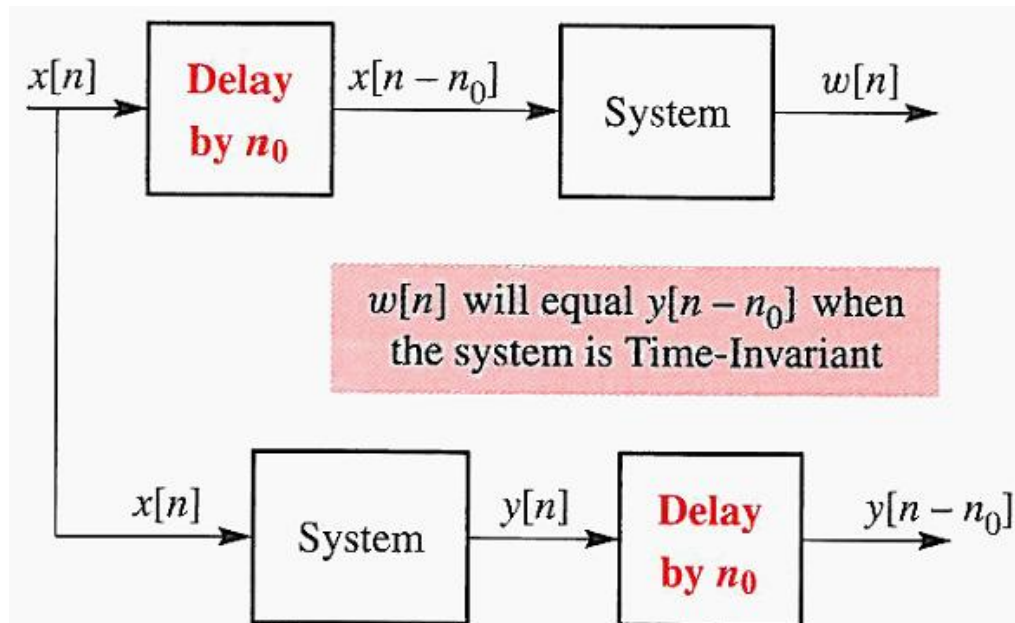 x[n]
Delay
by n₀
x[n − n₀]
System
w[n]
w[n] will equal y[n − n₀] when
the system is Time-Invariant
x[n]
System
y[n]
Delay
by n₀
y[n − n₀]